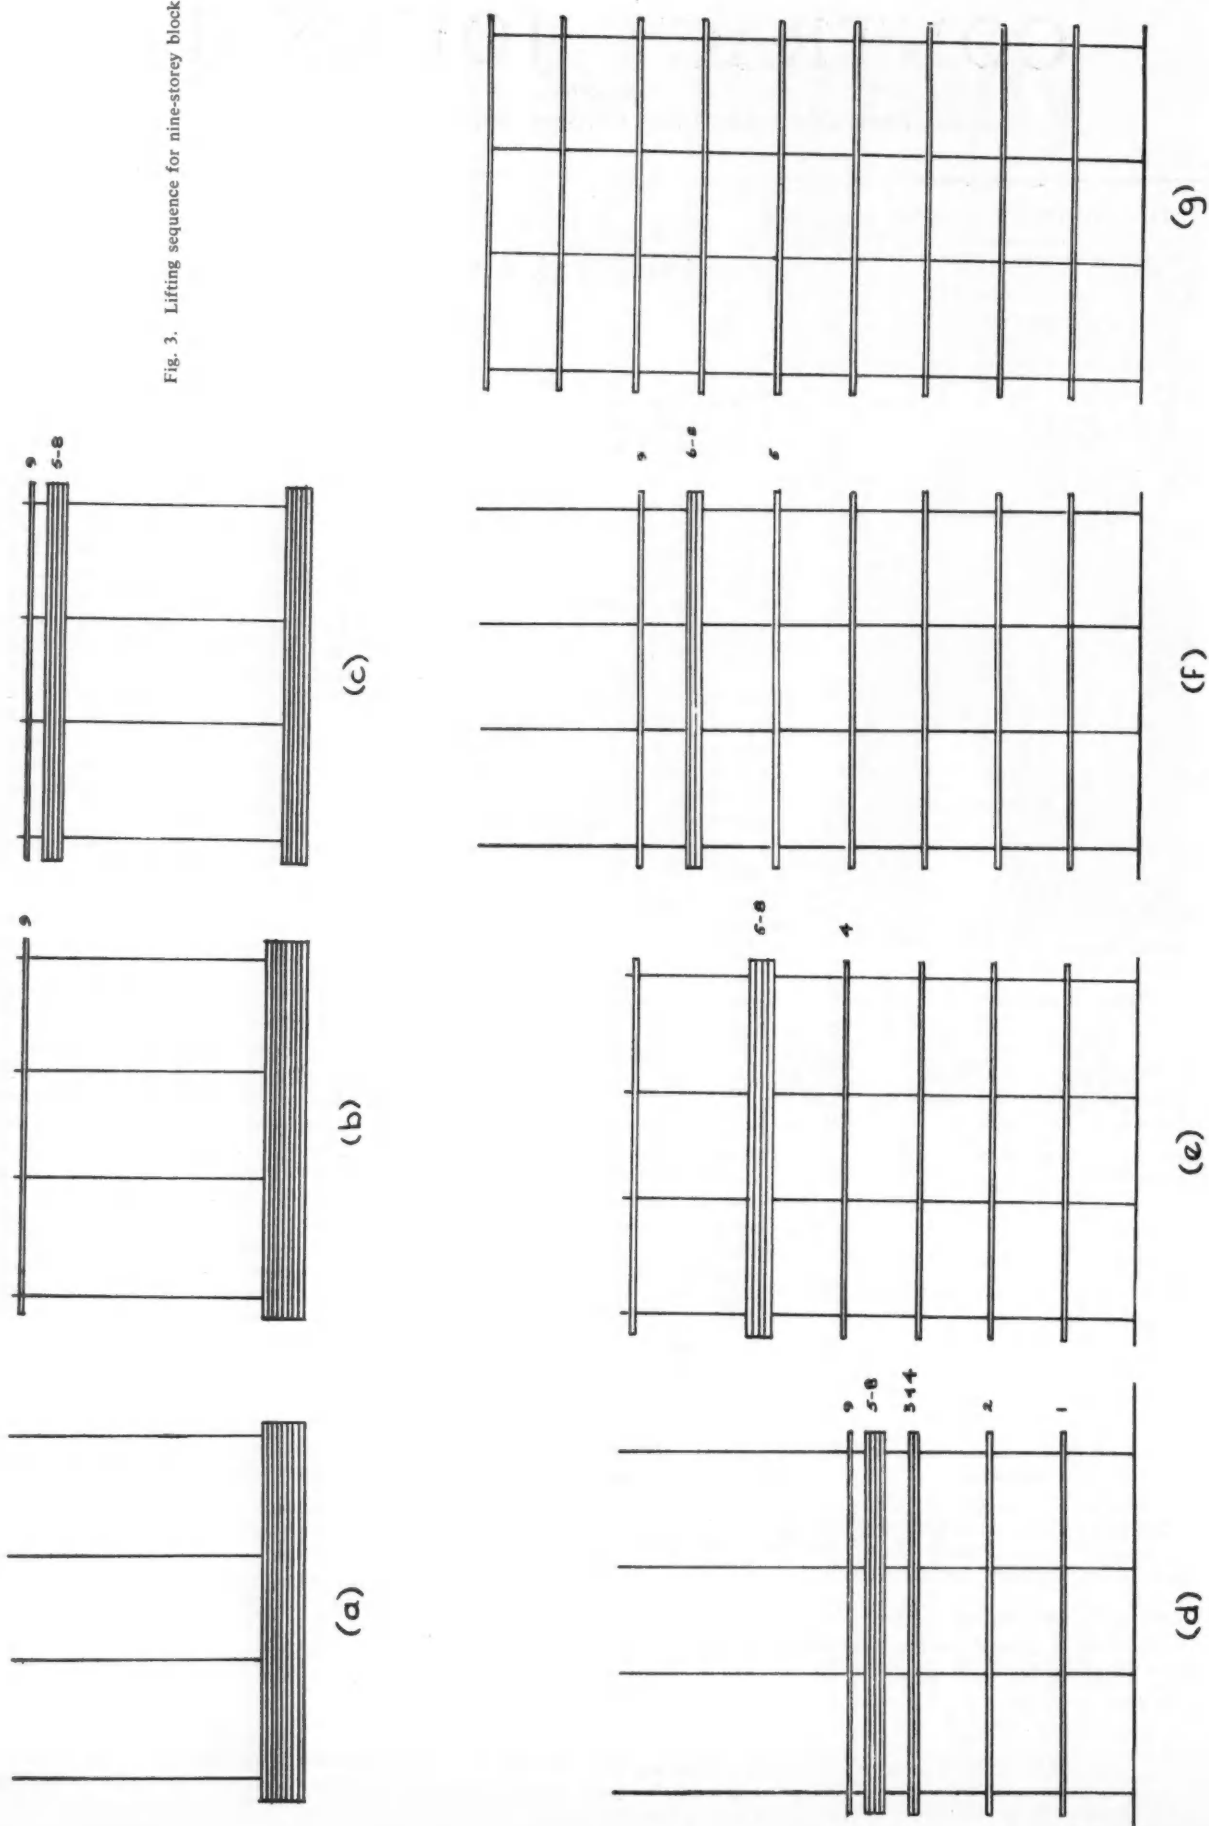 Fig. 3. Lifting sequence for nine-storey block
(a)
9
(b)
9
5-8
(c)
9
5-8
3+4
2
1
(d)
5-8
4
(e)
9
6-8
5
(f)
(g)